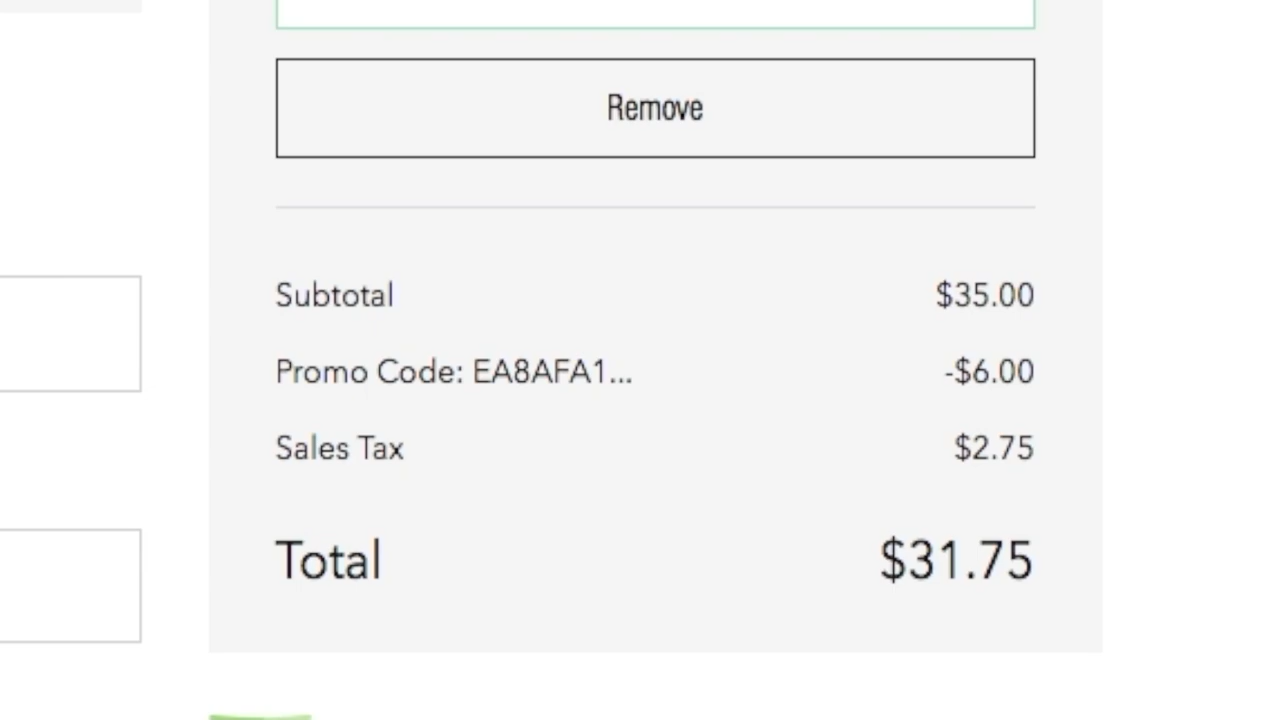 Remove
Subtotal $35.00
Promo Code: EA8AFA1... -$6.00
Sales Tax $2.75
Total $31.75